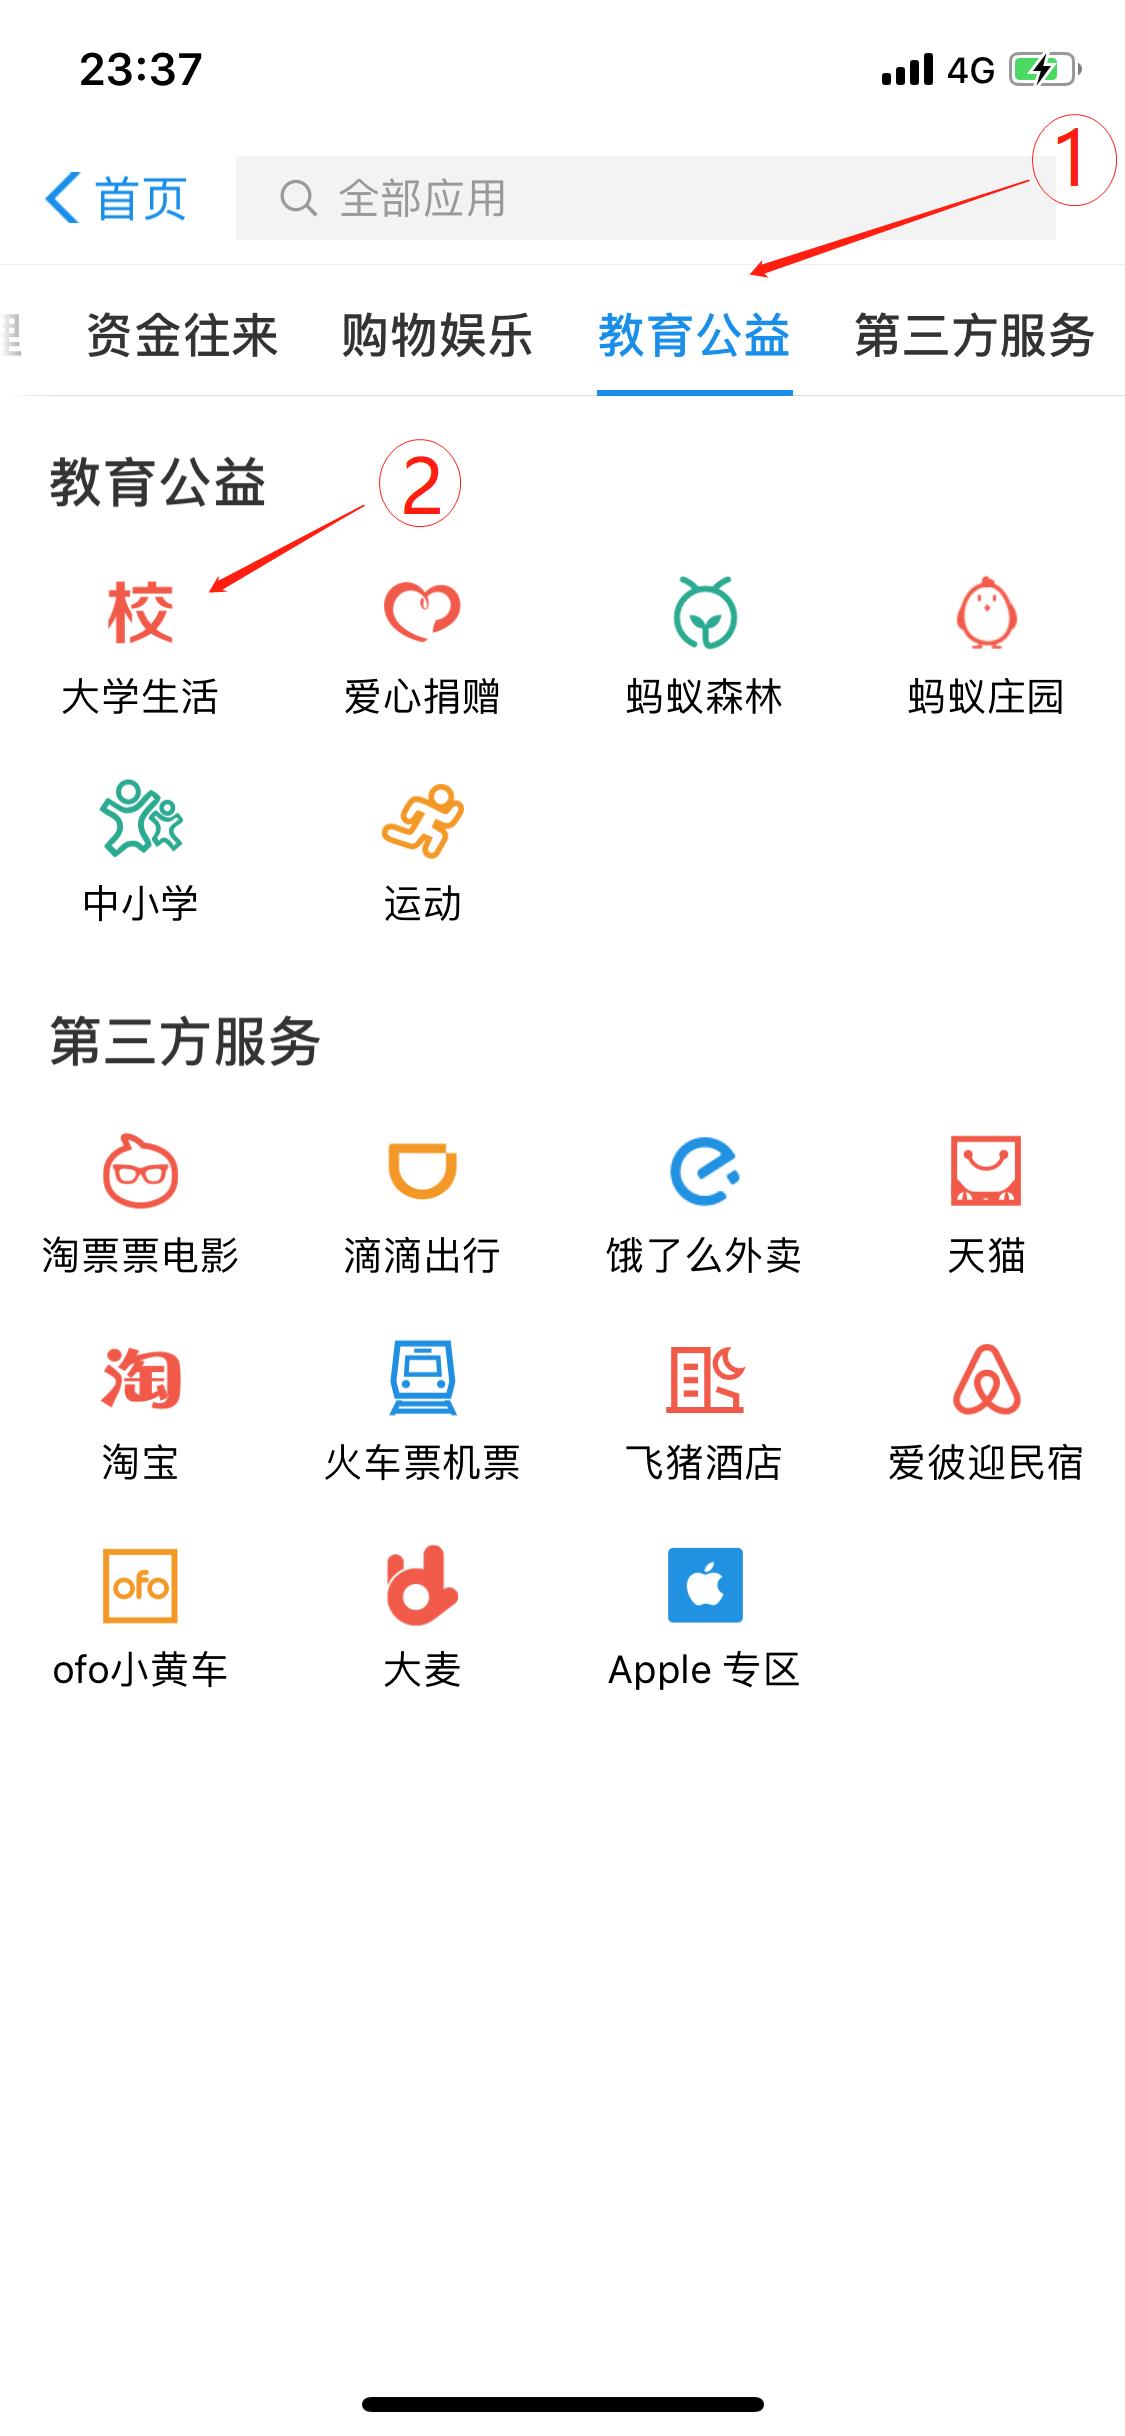 23:37 4G
①
首页 全部应用
资金往来 购物娱乐 教育公益 第三方服务
教育公益
②
校
大学生活 爱心捐赠 蚂蚁森林 蚂蚁庄园
中小学 运动
第三方服务
淘票票电影 滴滴出行 饿了么外卖 天猫
淘
淘宝 火车票机票 飞猪酒店 爱彼迎民宿
ofo
ofo小黄车 大麦 Apple 专区